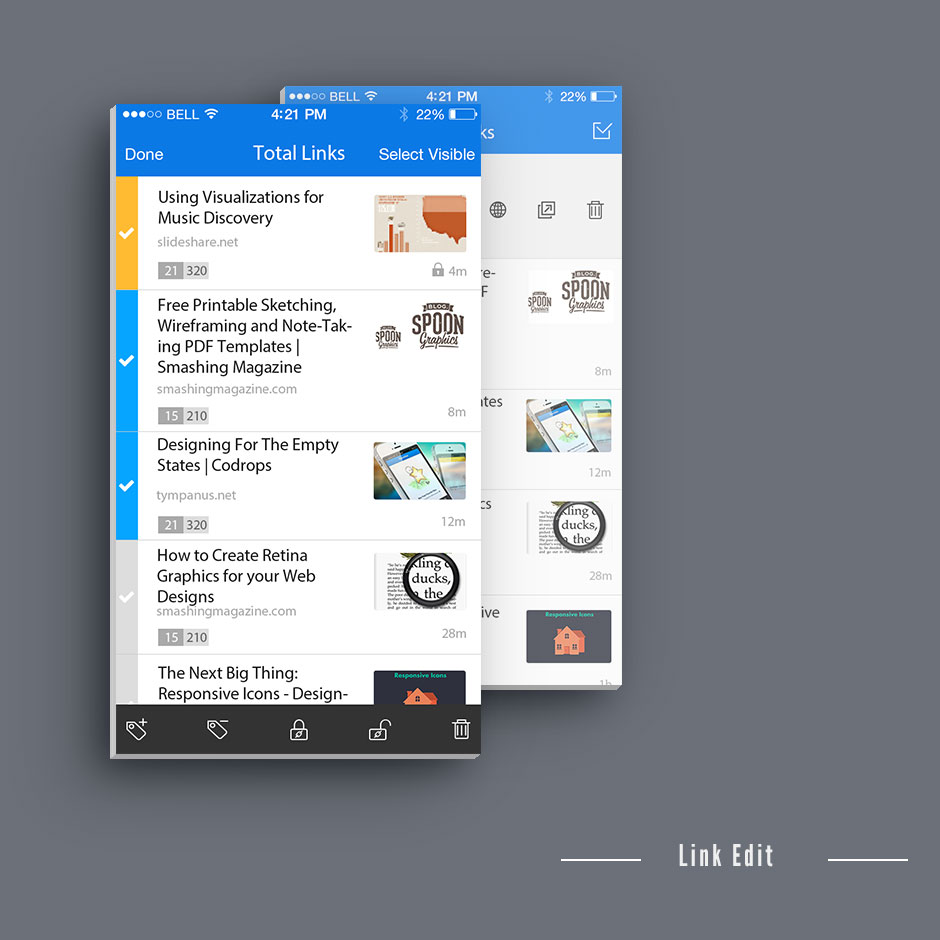 BELL 4:21 PM 22%
Done Total Links Select Visible
Using Visualizations for
Music Discovery
slideshare.net
21 320
4m
Free Printable Sketching,
Wireframing and Note-Tak-
ing PDF Templates |
Smashing Magazine
smashingmagazine.com
15 210
8m
BLOG.
SPOON
Graphics
SPOON
Graphics
Designing For The Empty
States | Codrops
tympanus.net
21 320
12m
How to Create Retina
Graphics for your Web
Designs
smashingmagazine.com
15 210
28m
kling c
ducks,
the
The Next Big Thing:
Responsive Icons - Design-
Responsive Icons
BELL 4:21 PM 22%
ks
re-
F
BLOG.
SPOON
Graphics
SPOON
Graphics
8m
ates
12m
cs
kling c
ducks,
the
28m
ive
Responsive Icons
1h
Link Edit